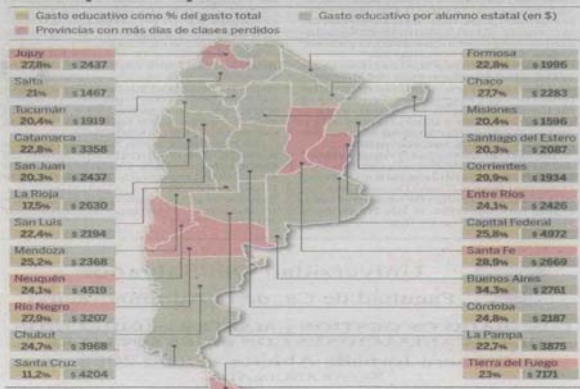 Gasto educativo como % del gasto total
Gasto educativo por alumno estatal (en $)
Provincias con más días de clases perdidos
Jujuy
27,8% $ 2437
Salta
21% $ 1467
Tucumán
20,4% $ 1919
Catamarca
22,8% $ 3358
San Juan
20,3% $ 2437
La Rioja
17,5% $ 2630
San Luis
22,4% $ 2194
Mendoza
25,2% $ 2368
Neuquén
24,1% $ 4519
Río Negro
27,9% $ 3207
Chubut
24,7% $ 3968
Santa Cruz
11,2% $ 4204
Formosa
22,8% $ 1996
Chaco
27,7% $ 2283
Misiones
20,4% $ 1596
Santiago del Estero
20,3% $ 2087
Corrientes
29,9% $ 1934
Entre Ríos
24,1% $ 2426
Capital Federal
25,8% $ 4972
Santa Fe
28,9% $ 2669
Buenos Aires
34,3% $ 2761
Córdoba
24,8% $ 2187
La Pampa
22,7% $ 3875
Tierra del Fuego
23% $ 7171